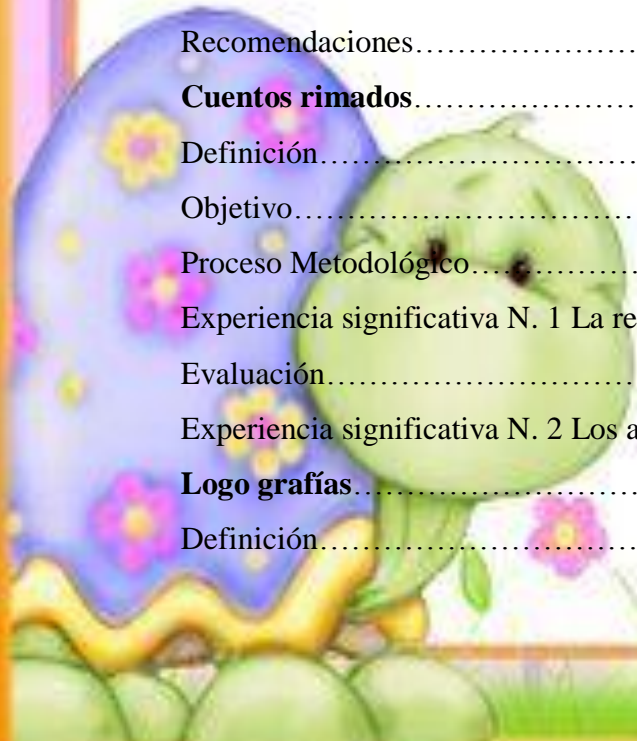 Recomendaciones……………………
Cuentos rimados……………………
Definición……………………………
Objetivo………………………………
Proceso Metodológico………………
Experiencia significativa N. 1 La
Evaluación……………………………
Experiencia significativa N. 2 Los
Logo grafías…………………………
Definición……………………………